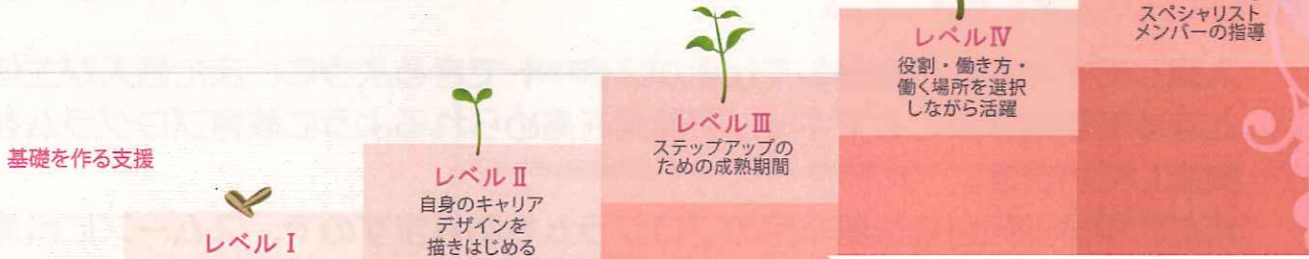 基礎を作る支援
レベルⅠ
レベルⅡ
自身のキャリア
デザインを
描きはじめる
レベルⅢ
ステップアップの
ための成熟期間
レベルⅣ
役割・働き方・
働く場所を選択
しながら活躍
スペシャリスト
メンバーの指導